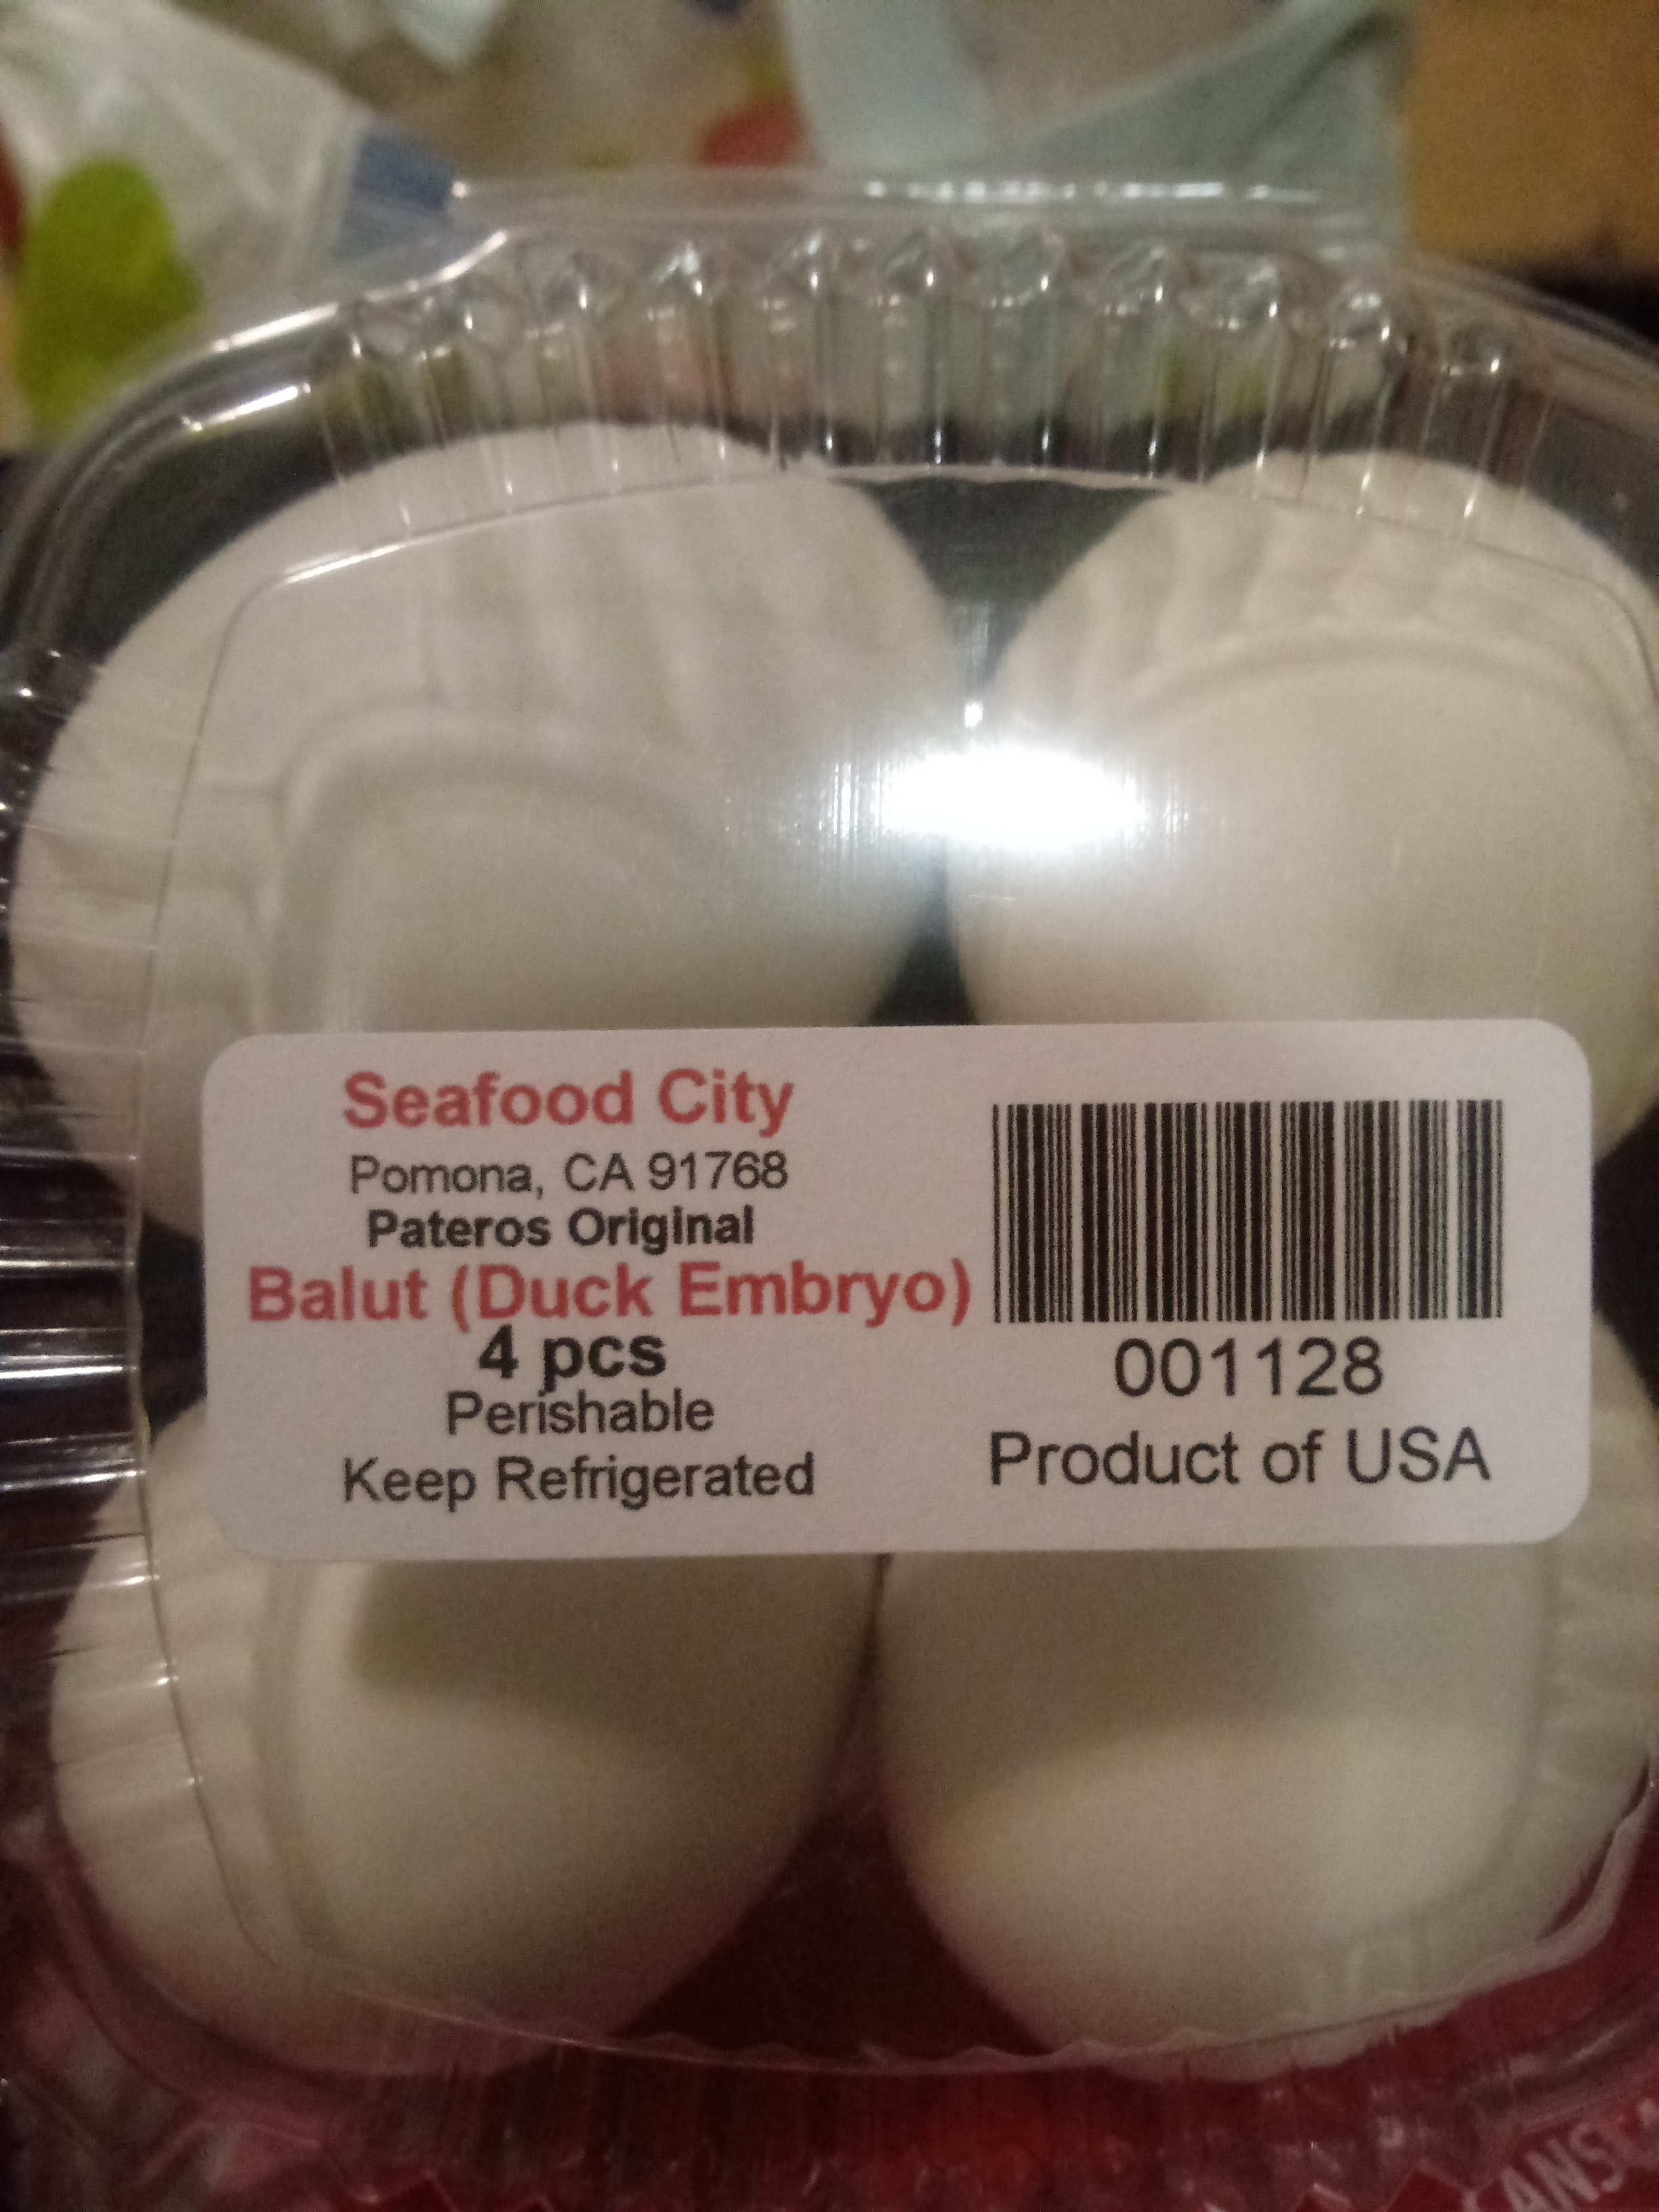 Seafood City
Pomona, CA 91768
Pateros Original
Balut (Duck Embryo)
4 pcs
Perishable
Keep Refrigerated
001128
Product of USA